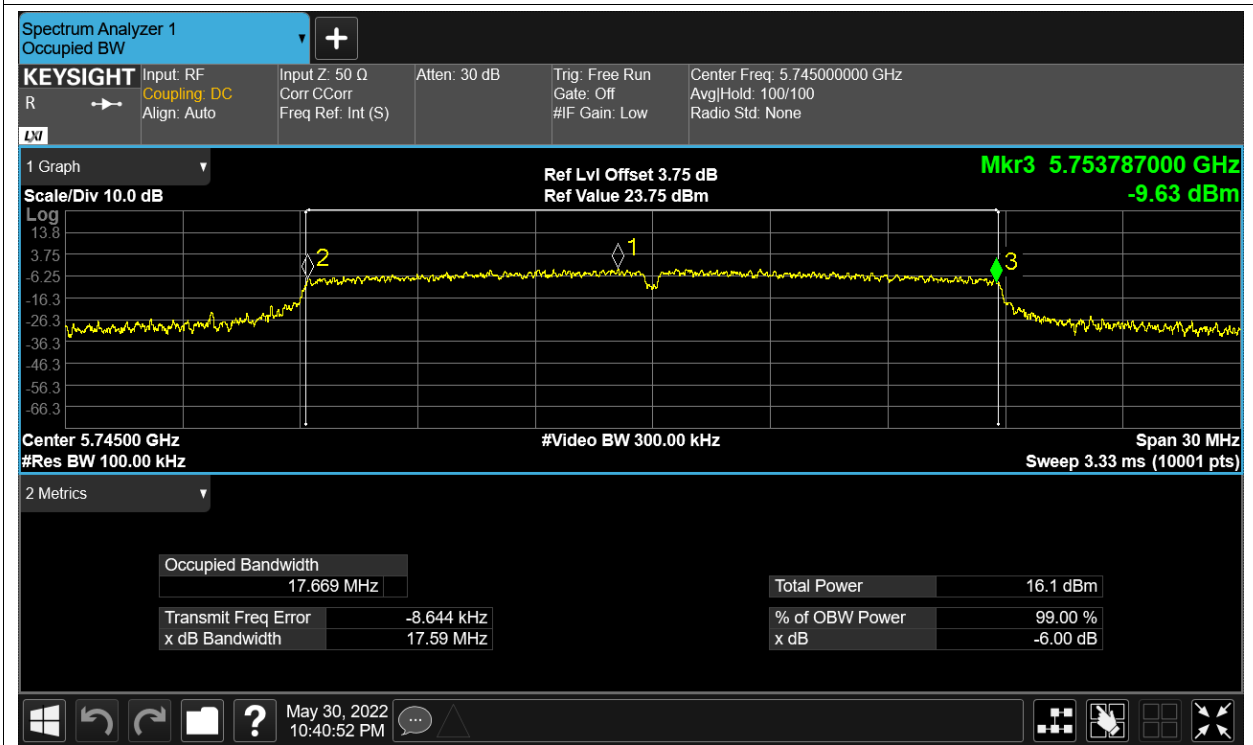 Spectrum Analyzer 1
Occupied BW
+
KEYSIGHT
R
LXI
Input: RF
Coupling: DC
Align: Auto
Input Z: 50 Ω
Corr CCorr
Freq Ref: Int (S)
Atten: 30 dB
Trig: Free Run
Gate: Off
#IF Gain: Low
Center Freq: 5.745000000 GHz
Avg|Hold: 100/100
Radio Std: None
1 Graph
Scale/Div 10.0 dB
Ref Lvl Offset 3.75 dB
Ref Value 23.75 dBm
Mkr3 5.753787000 GHz
-9.63 dBm
Log
13.8
3.75
-6.25
-16.3
-26.3
-36.3
-46.3
-56.3
-66.3
2
1
3
Center 5.74500 GHz
#Res BW 100.00 kHz
#Video BW 300.00 kHz
Span 30 MHz
Sweep 3.33 ms (10001 pts)
2 Metrics
Occupied Bandwidth
17.669 MHz
Transmit Freq Error -8.644 kHz
x dB Bandwidth 17.59 MHz
Total Power 16.1 dBm
% of OBW Power 99.00 %
x dB -6.00 dB
?
May 30, 2022
10:40:52 PM